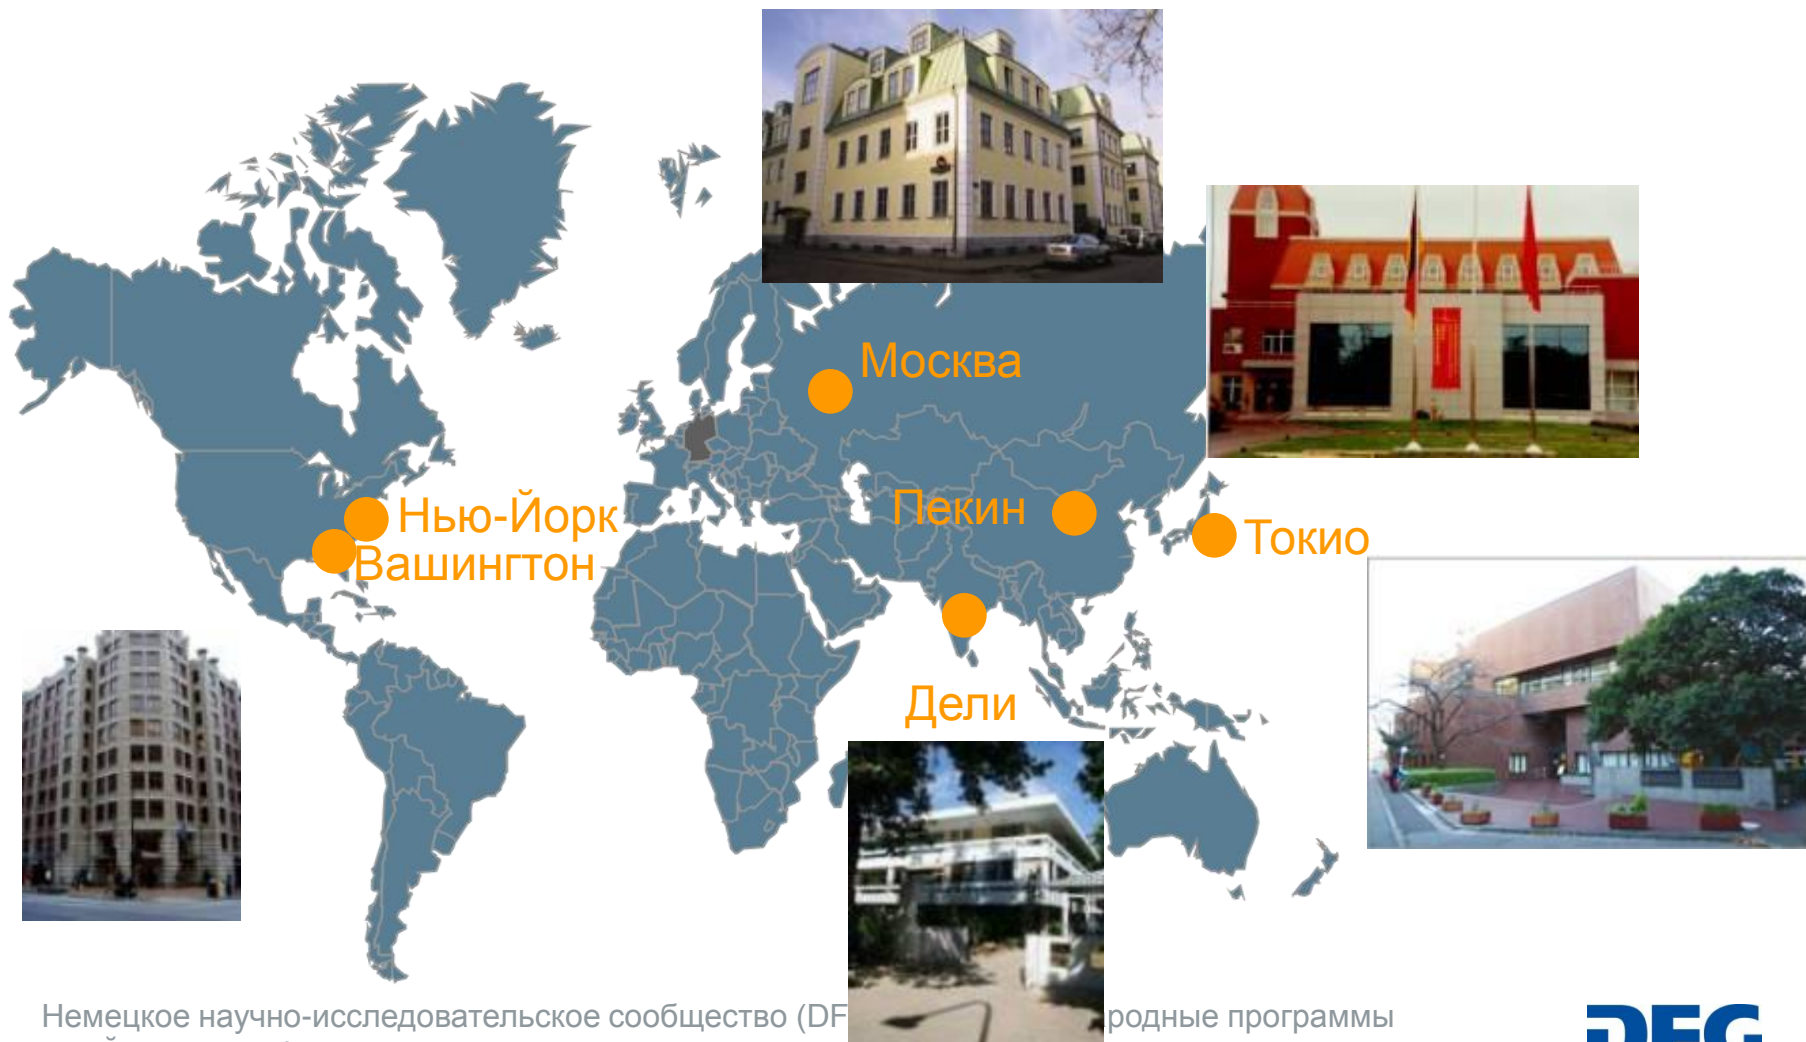 Москва
Нью-Йорк
Пекин
Токио
Вашингтон
Дели
Немецкое научно-исследовательское сообщество (DF родные программы
DFG